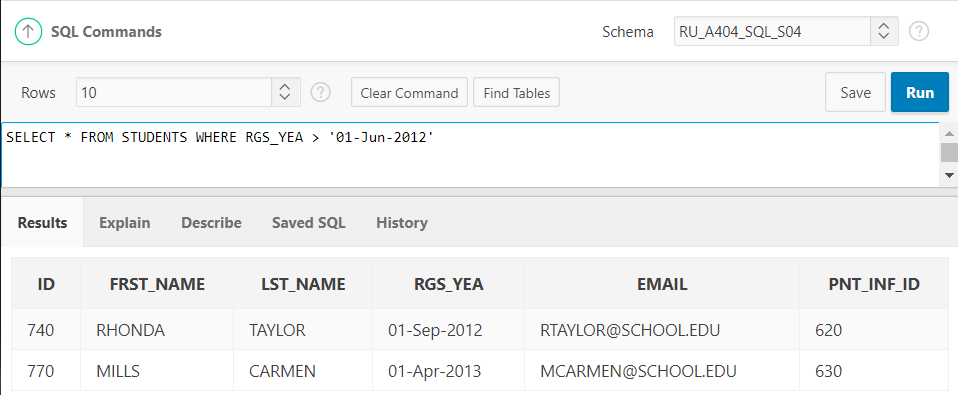 SQL Commands Schema RU_A404_SQL_S04 ?
Rows 10 ? Clear Command Find Tables Save Run
SELECT * FROM STUDENTS WHERE RGS_YEA > '01-Jun-2012'
Results Explain Describe Saved SQL History
ID FRST_NAME LST_NAME RGS_YEA EMAIL PNT_INF_ID
740 RHONDA TAYLOR 01-Sep-2012 RTAYLOR@SCHOOL.EDU 620
770 MILLS CARMEN 01-Apr-2013 MCARMEN@SCHOOL.EDU 630